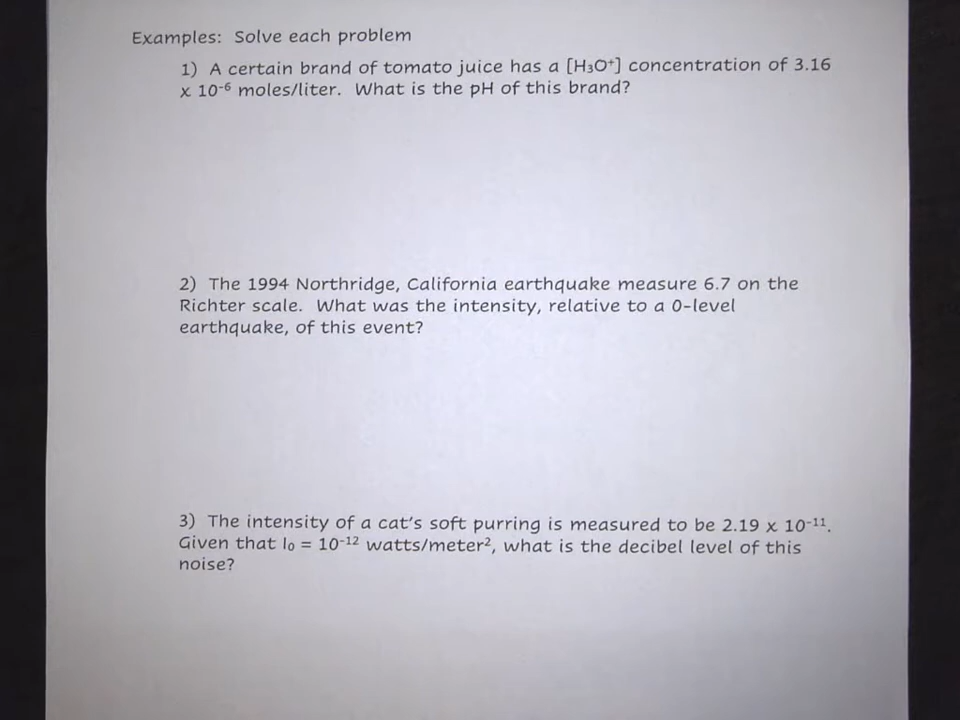 Examples: Solve each problem
1) A certain brand of tomato juice has a [H₃O⁺] concentration of 3.16
x 10⁻⁶ moles/liter. What is the pH of this brand?
2) The 1994 Northridge, California earthquake measure 6.7 on the
Richter scale. What was the intensity, relative to a 0-level
earthquake, of this event?
3) The intensity of a cat's soft purring is measured to be 2.19 x 10⁻¹¹.
Given that I₀ = 10⁻¹² watts/meter², what is the decibel level of this
noise?